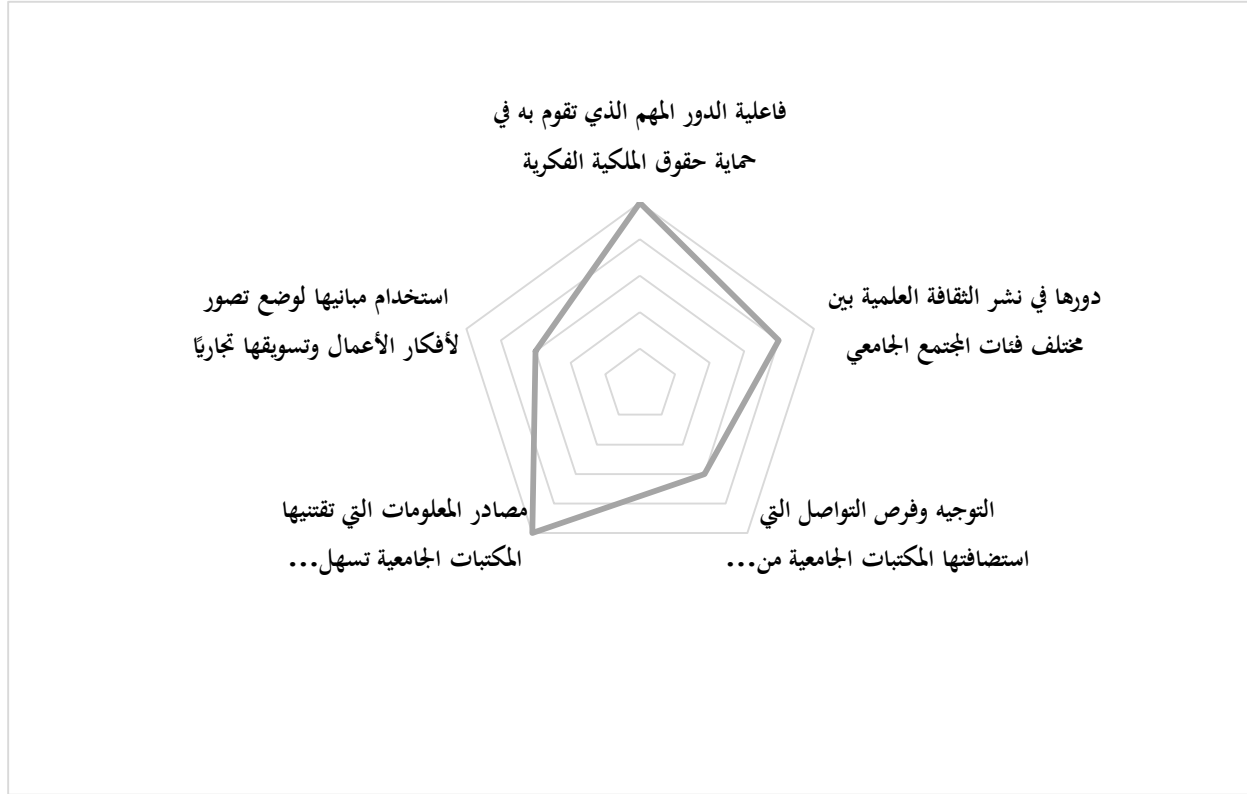 فاعلية الدور المهم الذي تقوم به في
حماية حقوق الملكية الفكرية
دورها في نشر الثقافة العلمية بين
مختلف فئات المجتمع الجامعي
التوجيه وفرص التواصل التي
استضافتها المكتبات الجامعية من...
مصادر المعلومات التي تقتنيها
المكتبات الجامعية تسهل...
استخدام مبانيها لوضع تصور
لأفكار الأعمال وتسويقها تجاريًا